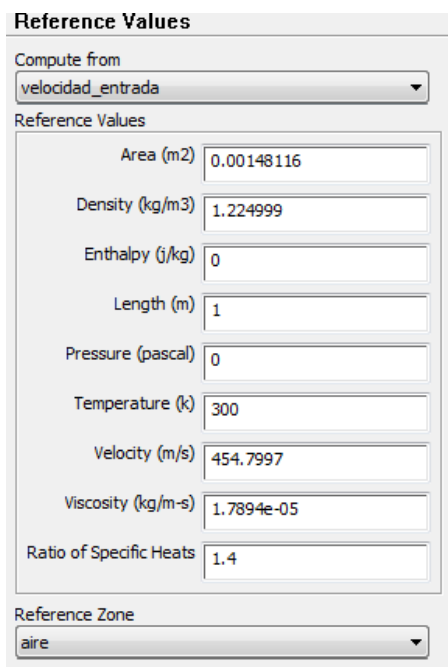 Reference Values
Compute from
velocidad_entrada
Reference Values
Area (m2) 0.00148116
Density (kg/m3) 1.224999
Enthalpy (j/kg) 0
Length (m) 1
Pressure (pascal) 0
Temperature (k) 300
Velocity (m/s) 454.7997
Viscosity (kg/m-s) 1.7894e-05
Ratio of Specific Heats 1.4
Reference Zone
aire